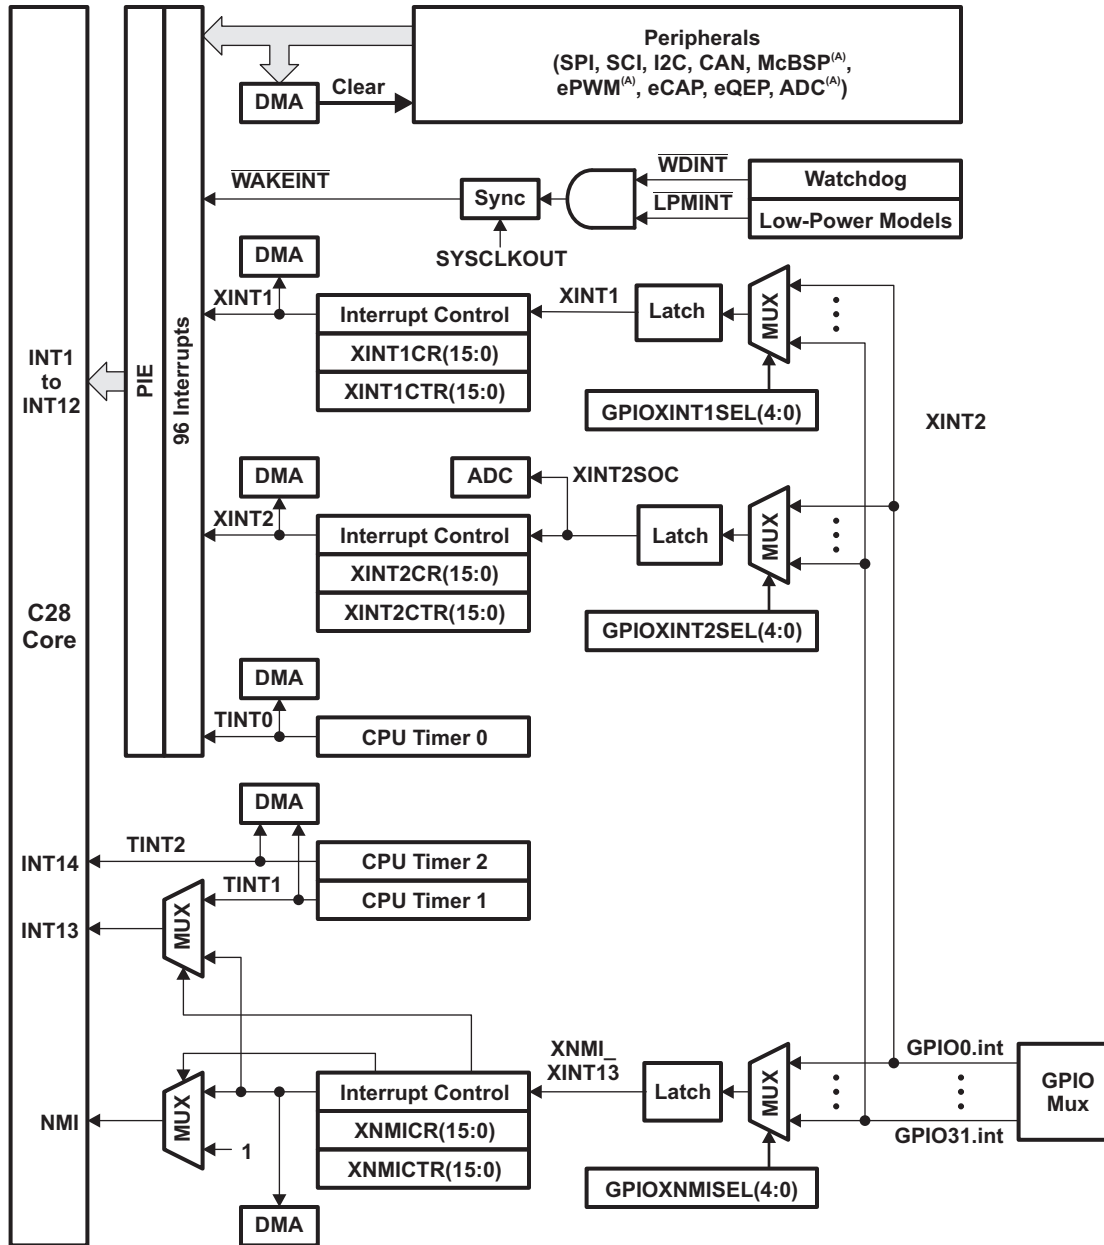 Peripherals
(SPI, SCI, I2C, CAN, McBSP(A),
ePWM(A), eCAP, eQEP, ADC(A))
DMA
Clear
WAKEINT
Sync
SYSCLKOUT
WDINT
LPMINT
Watchdog
Low-Power Models
DMA
XINT1
Interrupt Control
XINT1CR(15:0)
XINT1CTR(15:0)
XINT1
Latch
MUX
GPIOXINT1SEL(4:0)
INT1
to
INT12
PIE
96 Interrupts
XINT2
DMA
XINT2
ADC
XINT2SOC
Interrupt Control
XINT2CR(15:0)
XINT2CTR(15:0)
Latch
MUX
GPIOXINT2SEL(4:0)
C28
Core
DMA
TINT0
CPU Timer 0
DMA
INT14
TINT2
CPU Timer 2
TINT1
CPU Timer 1
INT13
MUX
XNMI_
XINT13
Interrupt Control
XNMICR(15:0)
XNMICTR(15:0)
Latch
MUX
GPIO0.int
GPIO31.int
GPIO
Mux
NMI
MUX
1
GPIOXNMISEL(4:0)
DMA